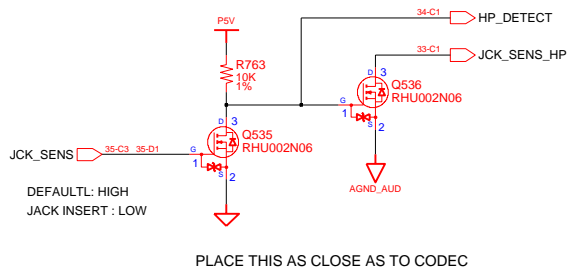 34-C1
HP_DETECT
P5V
33-C1
JCK_SENS_HP
R763
10K
1%
D
3
Q536
RHU002N06
G
1
S
2
D
3
Q535
RHU002N06
JCK_SENS
35-C3 35-D1
G
1
S
2
AGND_AUD
DEFAULTL: HIGH
JACK INSERT : LOW
PLACE THIS AS CLOSE AS TO CODEC